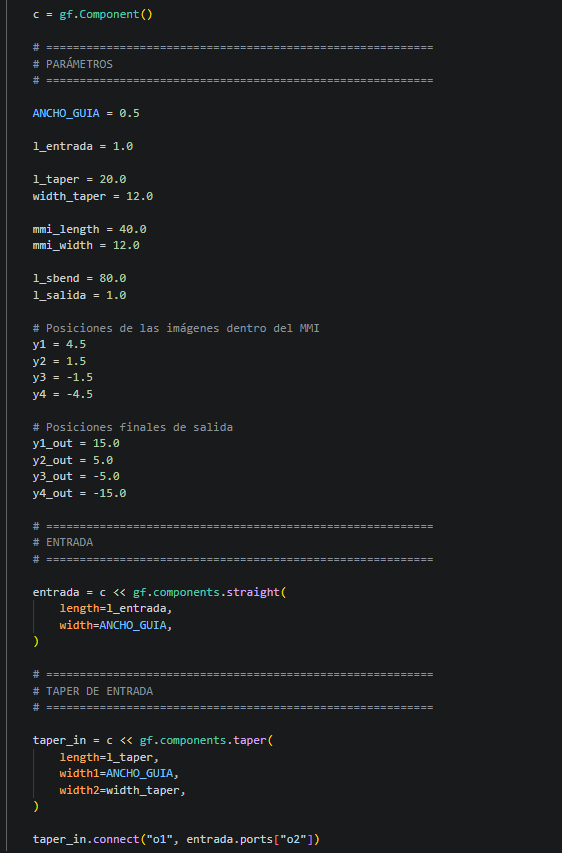 c = gf.Component()
# ==========================================================
# PARÁMETROS
# ==========================================================
ANCHO_GUIA = 0.5
l_entrada = 1.0
l_taper = 20.0
width_taper = 12.0
mmi_length = 40.0
mmi_width = 12.0
l_sbend = 80.0
l_salida = 1.0
# Posiciones de las imágenes dentro del MMI
y1 = 4.5
y2 = 1.5
y3 = -1.5
y4 = -4.5
# Posiciones finales de salida
y1_out = 15.0
y2_out = 5.0
y3_out = -5.0
y4_out = -15.0
# ==========================================================
# ENTRADA
# ==========================================================
entrada = c << gf.components.straight(
    length=l_entrada,
    width=ANCHO_GUIA,
)
# ==========================================================
# TAPER DE ENTRADA
# ==========================================================
taper_in = c << gf.components.taper(
    length=l_taper,
    width1=ANCHO_GUIA,
    width2=width_taper,
)
taper_in.connect("o1", entrada.ports["o2"])